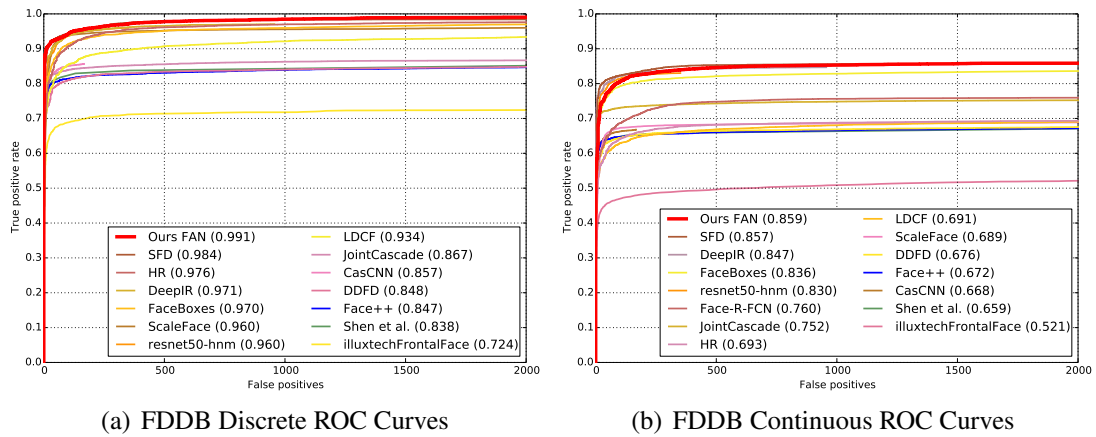 1.0
0.9
0.8
0.7
0.6
0.5
0.4
0.3
0.2
0.1
0.0
True positive rate
0
500
1000
1500
2000
False positives
Ours FAN (0.991)
SFD (0.984)
HR (0.976)
DeepIR (0.971)
FaceBoxes (0.970)
ScaleFace (0.960)
resnet50-hnm (0.960)
LDCF (0.934)
JointCascade (0.867)
CasCNN (0.857)
DDFD (0.848)
Face++ (0.847)
Shen et al. (0.838)
illuxtechFrontalFace (0.724)
(a) FDDB Discrete ROC Curves
1.0
0.9
0.8
0.7
0.6
0.5
0.4
0.3
0.2
0.1
0.0
True positive rate
0
500
1000
1500
2000
False positives
Ours FAN (0.859)
SFD (0.857)
DeepIR (0.847)
FaceBoxes (0.836)
resnet50-hnm (0.830)
Face-R-FCN (0.760)
JointCascade (0.752)
HR (0.693)
LDCF (0.691)
ScaleFace (0.689)
DDFD (0.676)
Face++ (0.672)
CasCNN (0.668)
Shen et al. (0.659)
illuxtechFrontalFace (0.521)
(b) FDDB Continuous ROC Curves